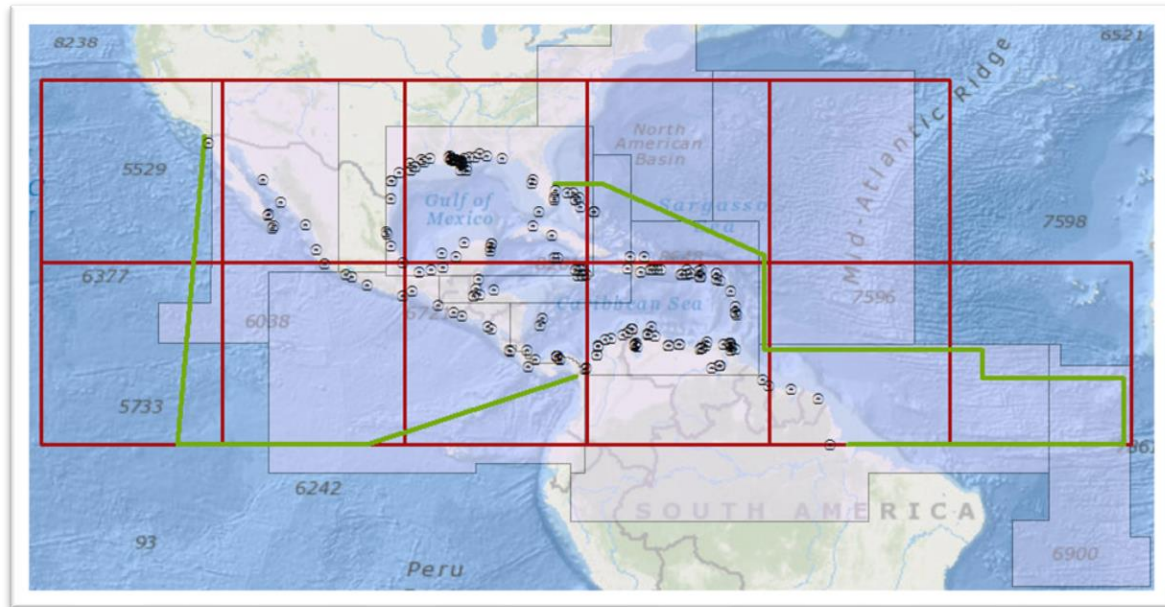 8238
6521
Mid-Atlantic Ridge
North
American
Basin
5529
Gulf of
Mexico
Sargasso
Sea
7598
6377
7596
Caribbean Sea
6038
5733
6242
SOUTH AMERICA
93
Peru
6900